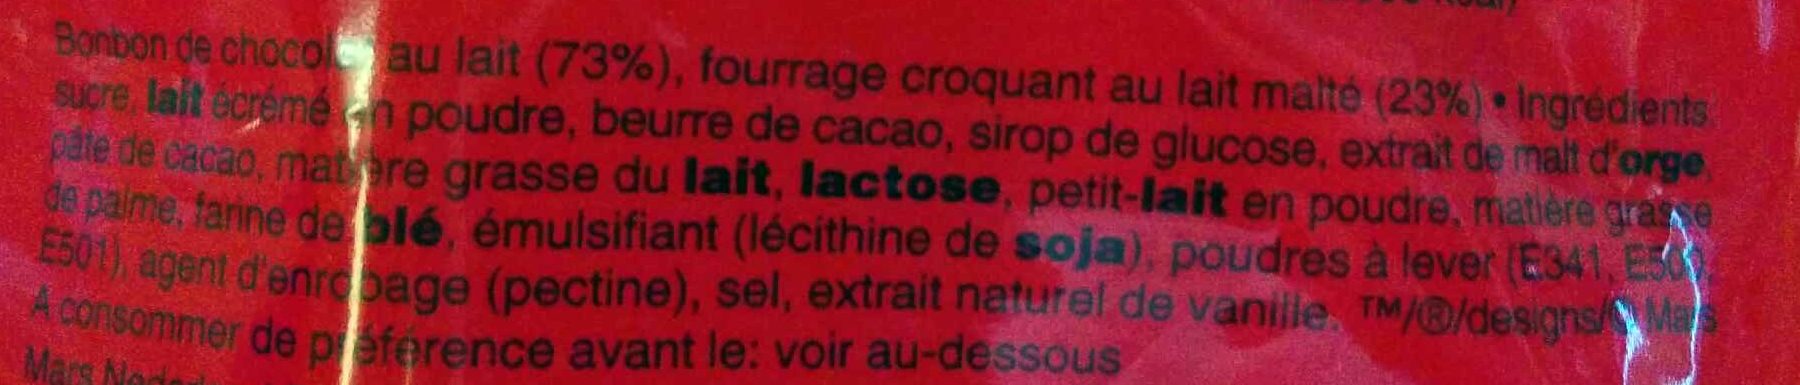 Bonbon de chocolat au lait (73%), fourrage croquant au lait malté (23%) • Ingrédients:
sucre, lait écrémé en poudre, beurre de cacao, sirop de glucose, extrait de malt d'orge,
pâte de cacao, matière grasse du lait, lactose, petit-lait en poudre, matière grasse
de palme, farine de blé, émulsifiant (lécithine de soja), poudres à lever (E341, E500,
E501), agent d'enrobage (pectine), sel, extrait naturel de vanille. ™/®/designs/© Mars
A consommer de préférence avant le: voir au-dessous
Mars